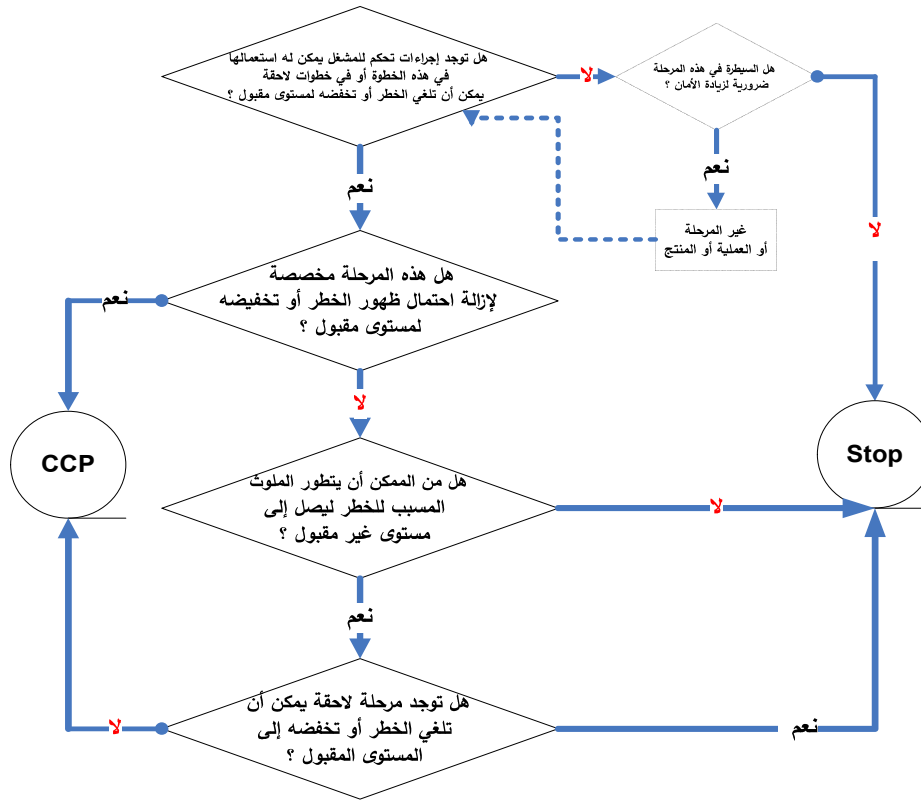 هل توجد إجراءات تحكم للمشغل يمكن له استعمالها
في هذه الخطوة أو في خطوات لاحقة
يمكن أن تلغي الخطر أو تخفضه لمستوى مقبول ؟
لا
هل السيطرة في هذه المرحلة
ضرورية لزيادة الأمان ؟
نعم
نعم
غير المرحلة
أو العملية أو المنتج
لا
هل هذه المرحلة مخصصة
لإزالة احتمال ظهور الخطر أو تخفيضه
لمستوى مقبول ؟
نعم
لا
CCP
Stop
هل من الممكن أن يتطور الملوث
المسبب للخطر ليصل إلى
مستوى غير مقبول ؟
لا
نعم
هل توجد مرحلة لاحقة يمكن أن
تلغي الخطر أو تخفضه إلى
المستوى المقبول ؟
نعم
لا